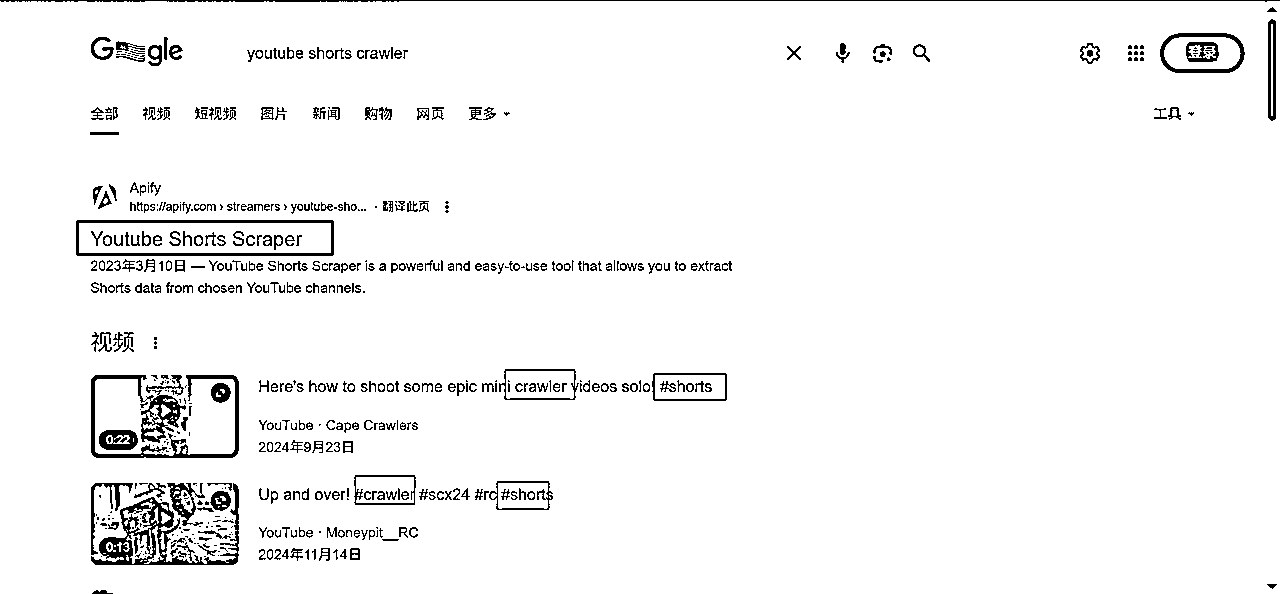 Google
youtube shorts crawler
登录
全部 视频 短视频 图片 新闻 购物 网页 更多
工具
Apify
https://apify.com › streamers › youtube-sho... · 翻译此页
Youtube Shorts Scraper
2023年3月10日 — YouTube Shorts Scraper is a powerful and easy-to-use tool that allows you to extract
Shorts data from chosen YouTube channels.
视频
Here's how to shoot some epic mini crawler videos solo! #shorts
YouTube · Cape Crawlers
2024年9月23日
0:22
Up and over! #crawler #scx24 #rc #shorts
YouTube · Moneypit__RC
2024年11月14日
0:13